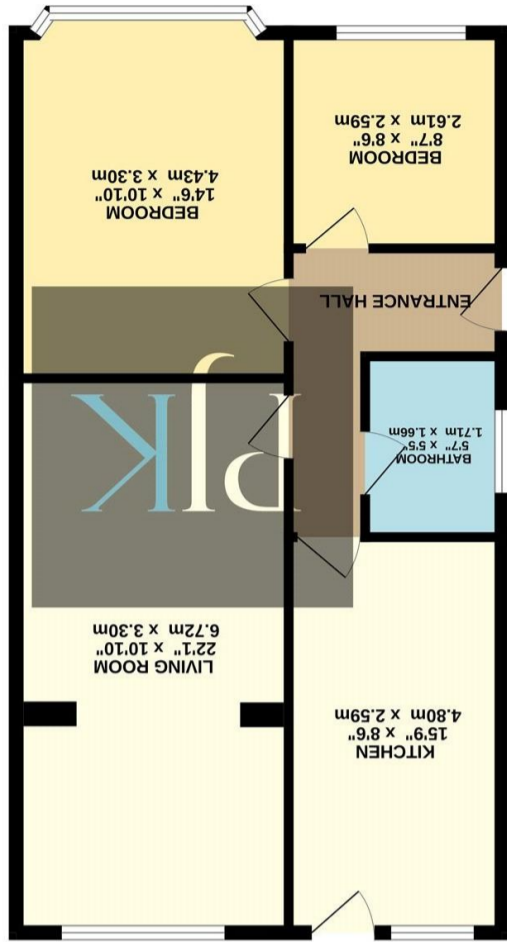 KITCHEN
15'9" x 8'6"
4.80m x 2.59m
LIVING ROOM
22'1" x 10'10"
6.72m x 3.30m
BATHROOM
5'7" x 5'5"
1.71m x 1.66m
PJK
ENTRANCE HALL
BEDROOM
8'7" x 8'6"
2.61m x 2.59m
BEDROOM
14'6" x 10'10"
4.43m x 3.30m